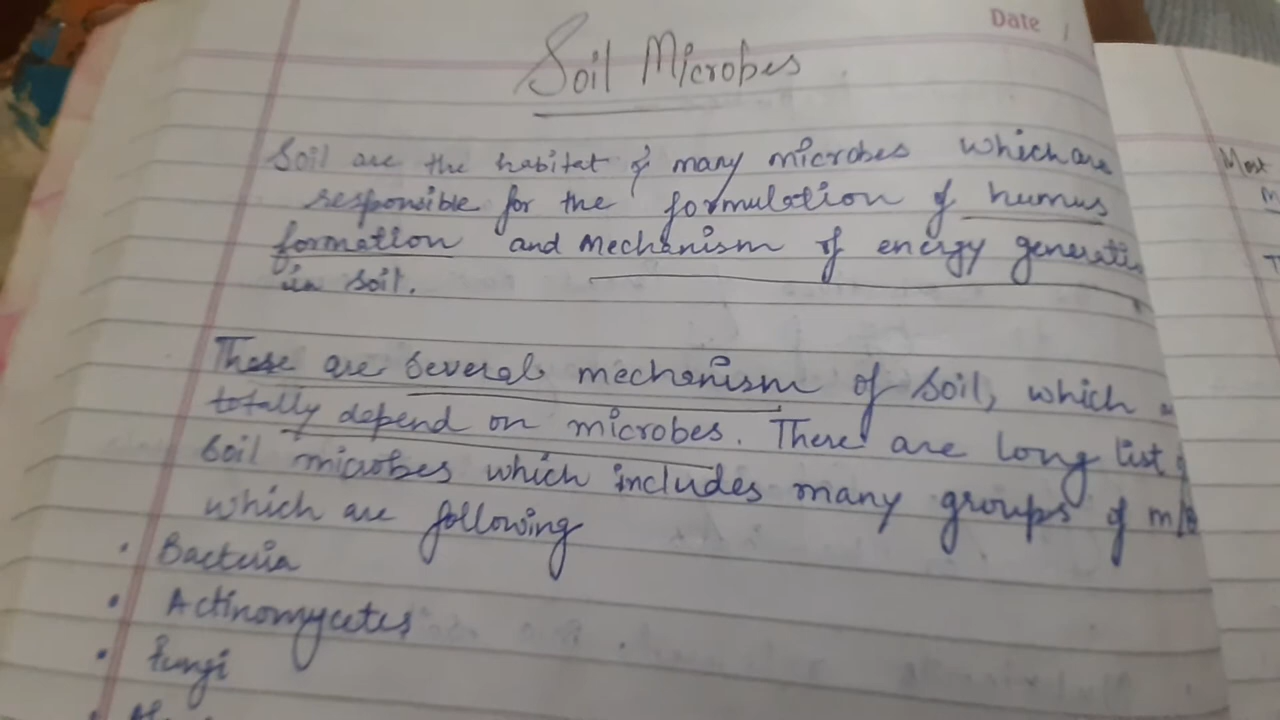 Date
Soil Microbes
Soil are the habitat of many microbes which are
responsible for the formulation of humus
formation and mechanism of energy generati
in soil.
These are several mechanism of soil, which
totally depend on microbes. There are long list
Soil microbes which includes many groups of m/o
which are following
• Bacteria
• Actinomycetes
• Fungi
Most